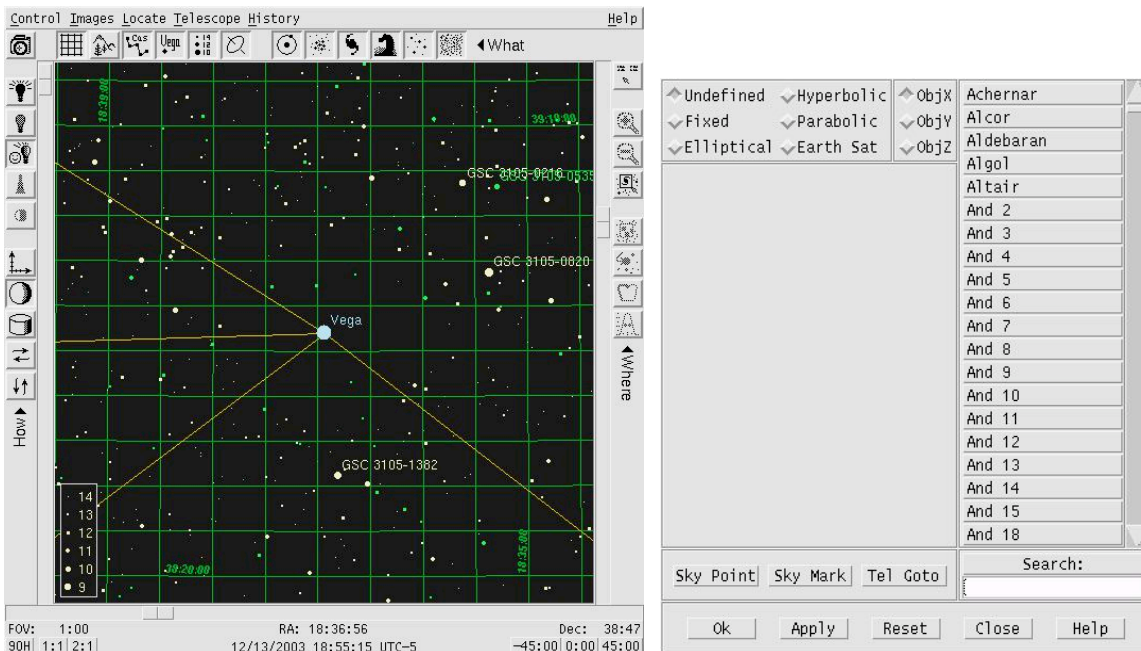 Control Images Locate Telescope History Help
Cas Vega
What
18:39:00
39:10:00
GSC 3105-0216
GSC 3105-0820
Vega
GSC 3105-1382
14
13
12
11
10
9
38:20:00
18:35:00
How
Where
FOV: 1:00 RA: 18:36:56 Dec: 38:47
90H 1:1 2:1 12/13/2003 18:55:15 UTC-5 -45:00 0:00 45:00
Undefined Hyperbolic ObjX
Fixed Parabolic ObjY
Elliptical Earth Sat ObjZ
Achernar
Alcor
Aldebaran
Algol
Altair
And 2
And 3
And 4
And 5
And 6
And 7
And 8
And 9
And 10
And 11
And 12
And 13
And 14
And 15
And 18
Sky Point Sky Mark Tel Goto
Search:
Ok Apply Reset Close Help